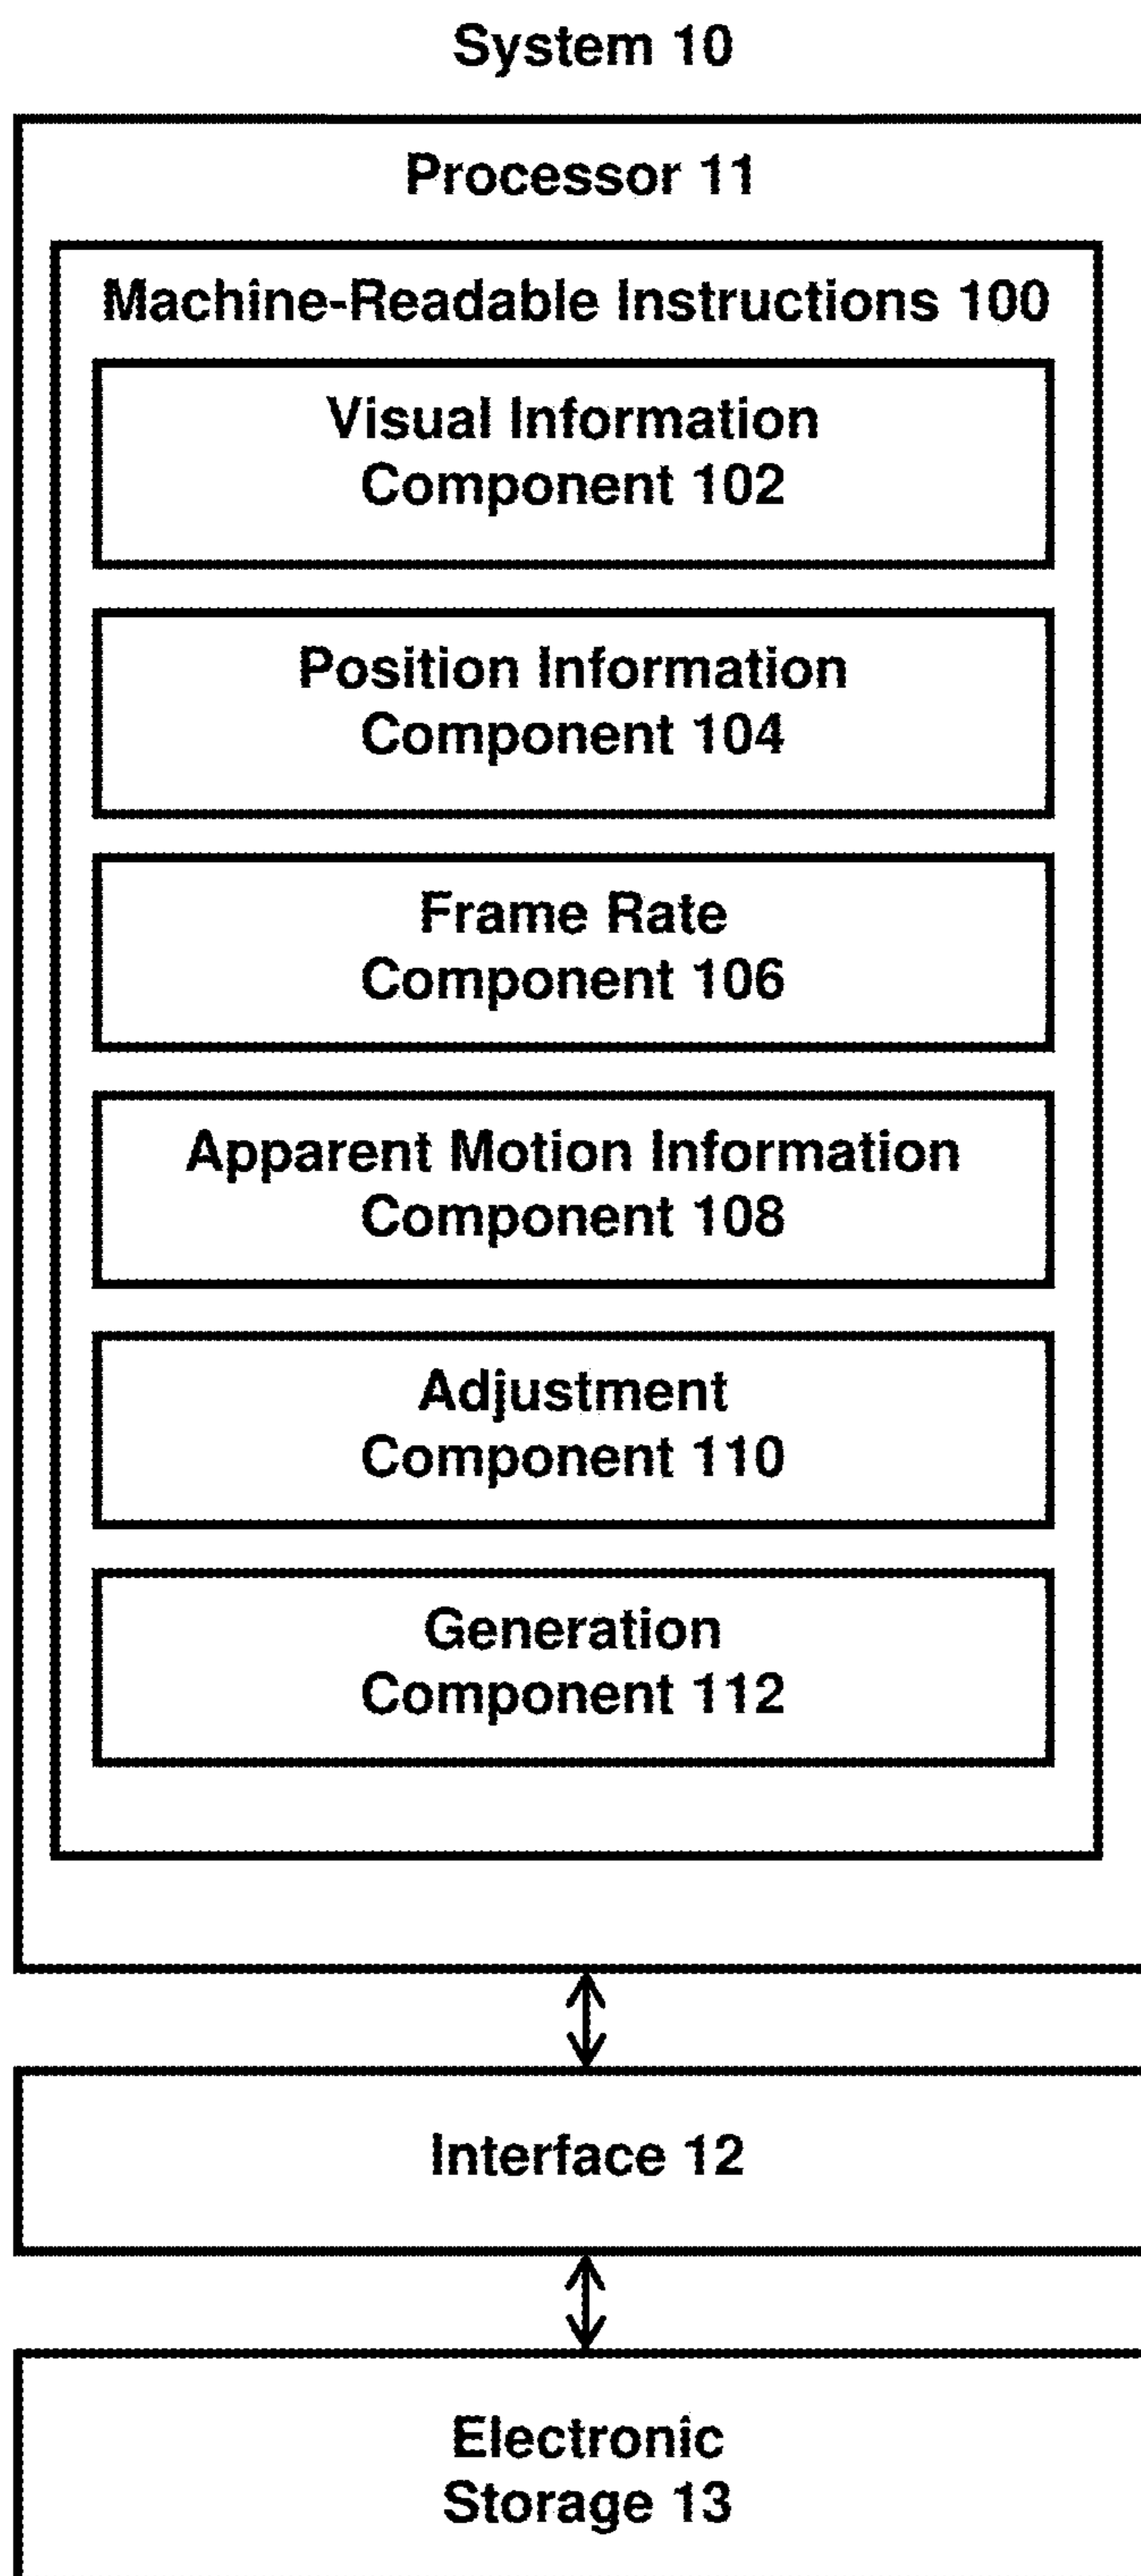 System 10
Processor 11
Machine-Readable Instructions 100
Visual Information
Component 102
Position Information
Component 104
Frame Rate
Component 106
Apparent Motion Information
Component 108
Adjustment
Component 110
Generation
Component 112
Interface 12
Electronic
Storage 13